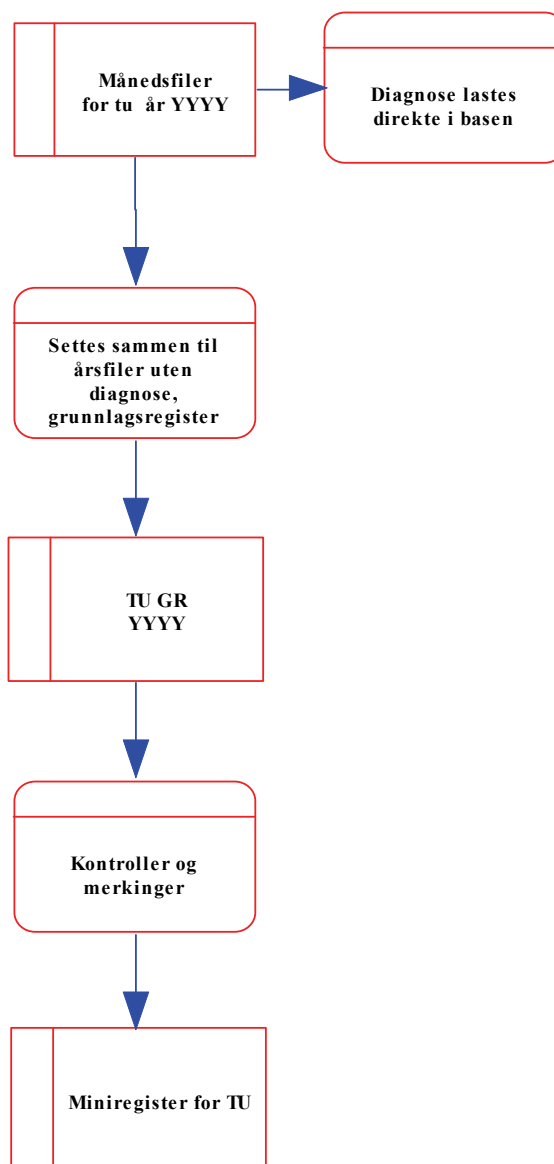 Månedsfiler
for tu år YYYY
Diagnose lastes
direkte i basen
Settes sammen til
årsfiler uten
diagnose,
grunnlagsregister
TU GR
YYYY
Kontroller og
merkinger
Miniregister for TU